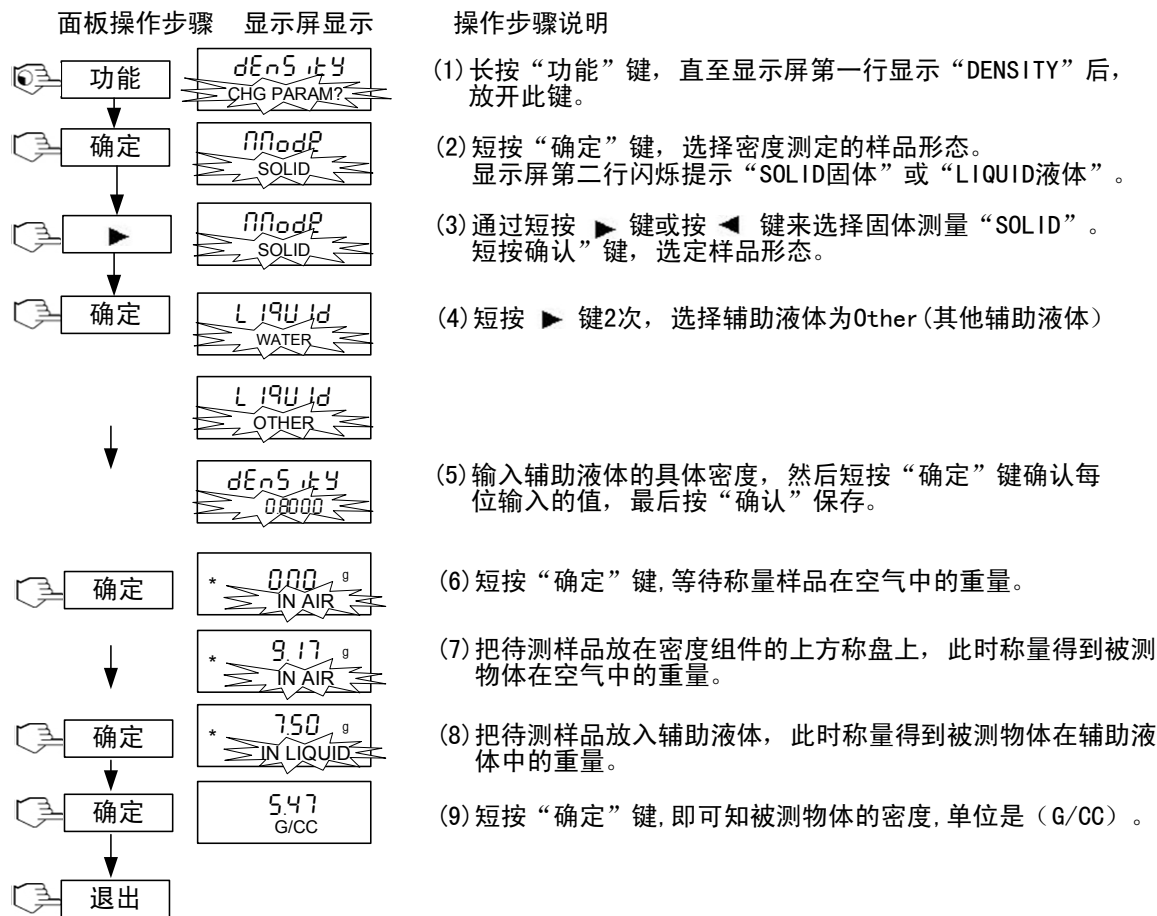 面板操作步骤 显示屏显示 操作步骤说明
功能
dEnSitY
CHG PARAM?
(1)长按“功能”键，直至显示屏第一行显示“DENSITY”后，
放开此键。
确定
MModE
SOLID
(2)短按“确定”键，选择密度测定的样品形态。
显示屏第二行闪烁提示“SOLID固体”或“LIQUID液体”。
▶
MModE
SOLID
(3)通过短按 ▶ 键或按 ◀ 键来选择固体测量“SOLID”。
短按确认”键，选定样品形态。
确定
LIQUid
WATER
(4)短按 ▶ 键2次，选择辅助液体为Other(其他辅助液体）
LIQUid
OTHER
dEnSitY
0.8000.0
(5)输入辅助液体的具体密度，然后短按“确定”键确认每
位输入的值，最后按“确认”保存。
确定
* 0.00 g
IN AIR
(6)短按“确定”键,等待称量样品在空气中的重量。
* 9.17 g
IN AIR
(7)把待测样品放在密度组件的上方称盘上，此时称量得到被测
物体在空气中的重量。
确定
* 7.50 g
IN LIQUID
(8)把待测样品放入辅助液体，此时称量得到被测物体在辅助液
体中的重量。
确定
5.47
G/CC
(9)短按“确定”键,即可知被测物体的密度,单位是（G/CC）。
退出